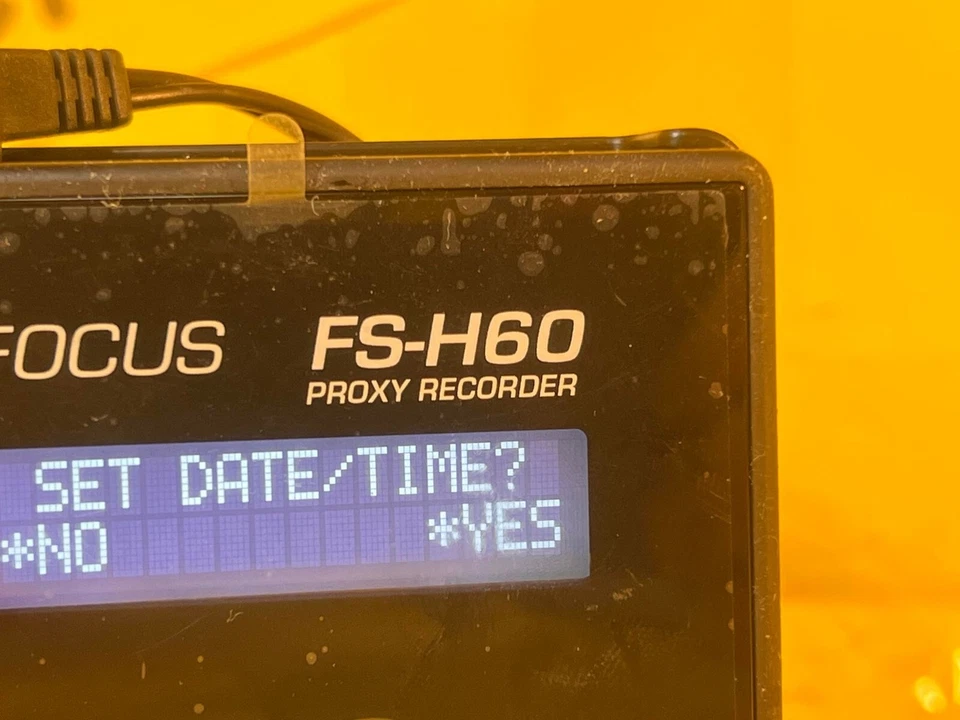 FOCUS FS-H60
PROXY RECORDER
SET DATE/TIME?
*NO *YES